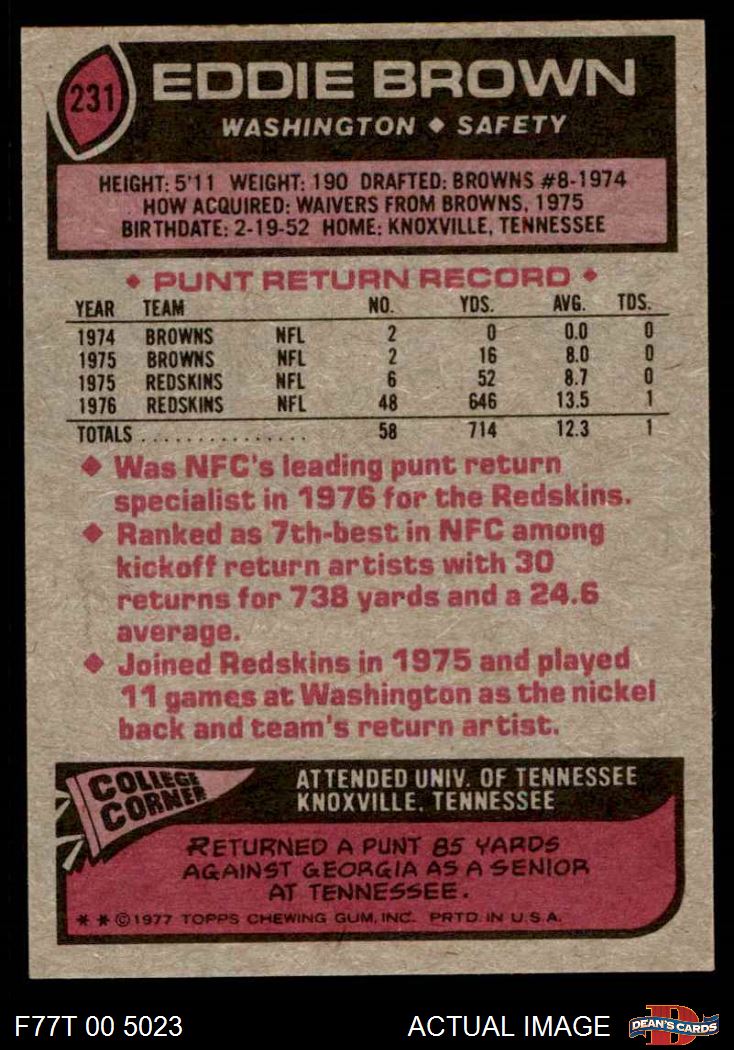 231
EDDIE BROWN
WASHINGTON ◆ SAFETY
HEIGHT: 5'11 WEIGHT: 190 DRAFTED: BROWNS #8-1974
HOW ACQUIRED: WAIVERS FROM BROWNS, 1975
BIRTHDATE: 2-19-52 HOME: KNOXVILLE, TENNESSEE
◆ PUNT RETURN RECORD ◆
YEAR TEAM NO. YDS. AVG. TDS.
1974 BROWNS NFL 2 0 0.0 0
1975 BROWNS NFL 2 16 8.0 0
1975 REDSKINS NFL 6 52 8.7 0
1976 REDSKINS NFL 48 646 13.5 1
TOTALS . . . . . . . . . . . . . . . 58 714 12.3 1
◆ Was NFC's leading punt return
specialist in 1976 for the Redskins.
◆ Ranked as 7th-best in NFC among
kickoff return artists with 30
returns for 738 yards and a 24.6
average.
◆ Joined Redskins in 1975 and played
11 games at Washington as the nickel
back and team's return artist.
COLLEGE
CORNER
ATTENDED UNIV. OF TENNESSEE
KNOXVILLE, TENNESSEE
RETURNED A PUNT 85 YARDS
AGAINST GEORGIA AS A SENIOR
AT TENNESSEE.
* * ©1977 TOPPS CHEWING GUM, INC. PRTD. IN U.S.A.
F77T 00 5023
ACTUAL IMAGE
D
DEAN'S CARDS